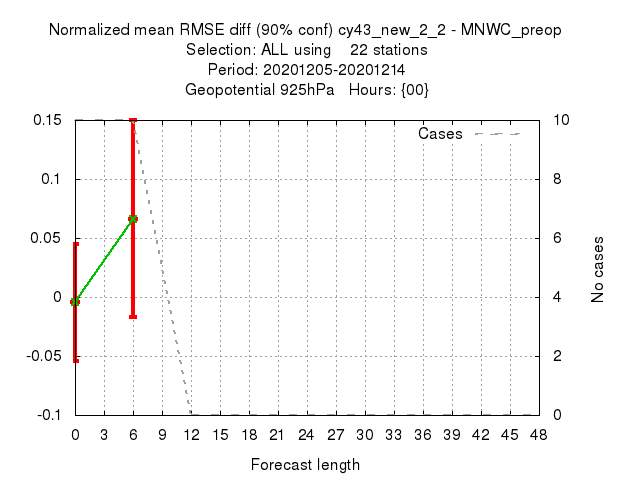 Normalized mean RMSE diff (90% conf) cy43_new_2_2 - MNWC_preop
Selection: ALL using 22 stations
Period: 20201205-20201214
Geopotential 925hPa Hours: {00}
Cases
0.15
0.1
0.05
0
-0.05
-0.1
10
8
6
4
2
0
No cases
0 3 6 9 12 15 18 21 24 27 30 33 36 39 42 45 48
Forecast length